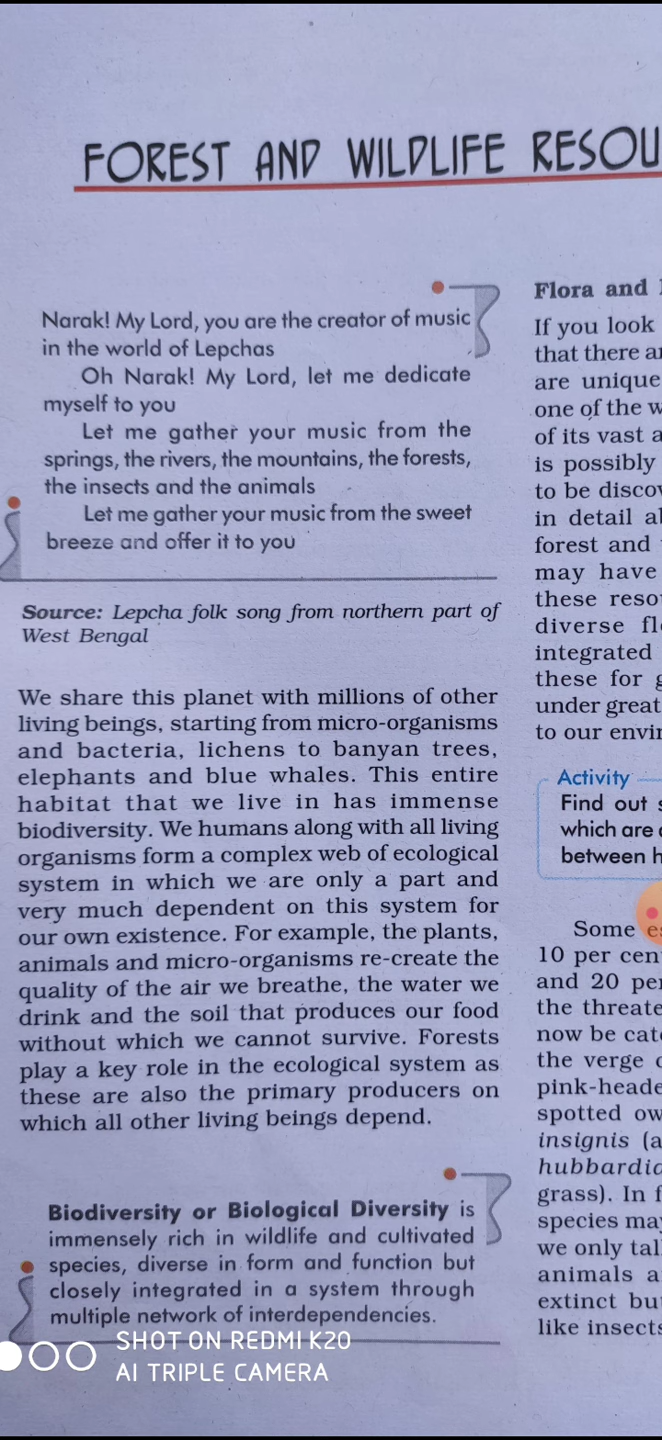 FOREST AND WILDLIFE
Narak! My Lord, you are the creator of music
in the world of Lepchas
Oh Narak! My Lord, let me dedicate
myself to you
Let me gather your music from the
springs, the rivers, the mountains, the forests,
the insects and the animals
Let me gather your music from the sweet
breeze and offer it to you
Source: Lepcha folk song from northern part of
West Bengal
We share this planet with millions of other
living beings, starting from micro-organisms
and bacteria, lichens to banyan trees,
elephants and blue whales. This entire
habitat that we live in has immense
biodiversity. We humans along with all living
organisms form a complex web of ecological
system in which we are only a part and
very much dependent on this system for
our own existence. For example, the plants,
animals and micro-organisms re-create the
quality of the air we breathe, the water we
drink and the soil that produces our food
without which we cannot survive. Forests
play a key role in the ecological system as
these are also the primary producers on
which all other living beings depend.
Biodiversity or Biological Diversity is
immensely rich in wildlife and cultivated
species, diverse in form and function but
closely integrated in a system through
multiple network of interdependencies.
Flora and
If you look
that there
are unique
one of the
of its vast
is possibly
to be
in detail
forest and
may have
these
diverse
integrated
these for
under great
to our
Activity
Find out
which are
between
Some
10 per
and 20
the
now be
the verge
pink-
spotted
insignis
grass). In
species
we only
animals
extinct
like insects
SHOT ON REDMI K20
AI TRIPLE CAMERA